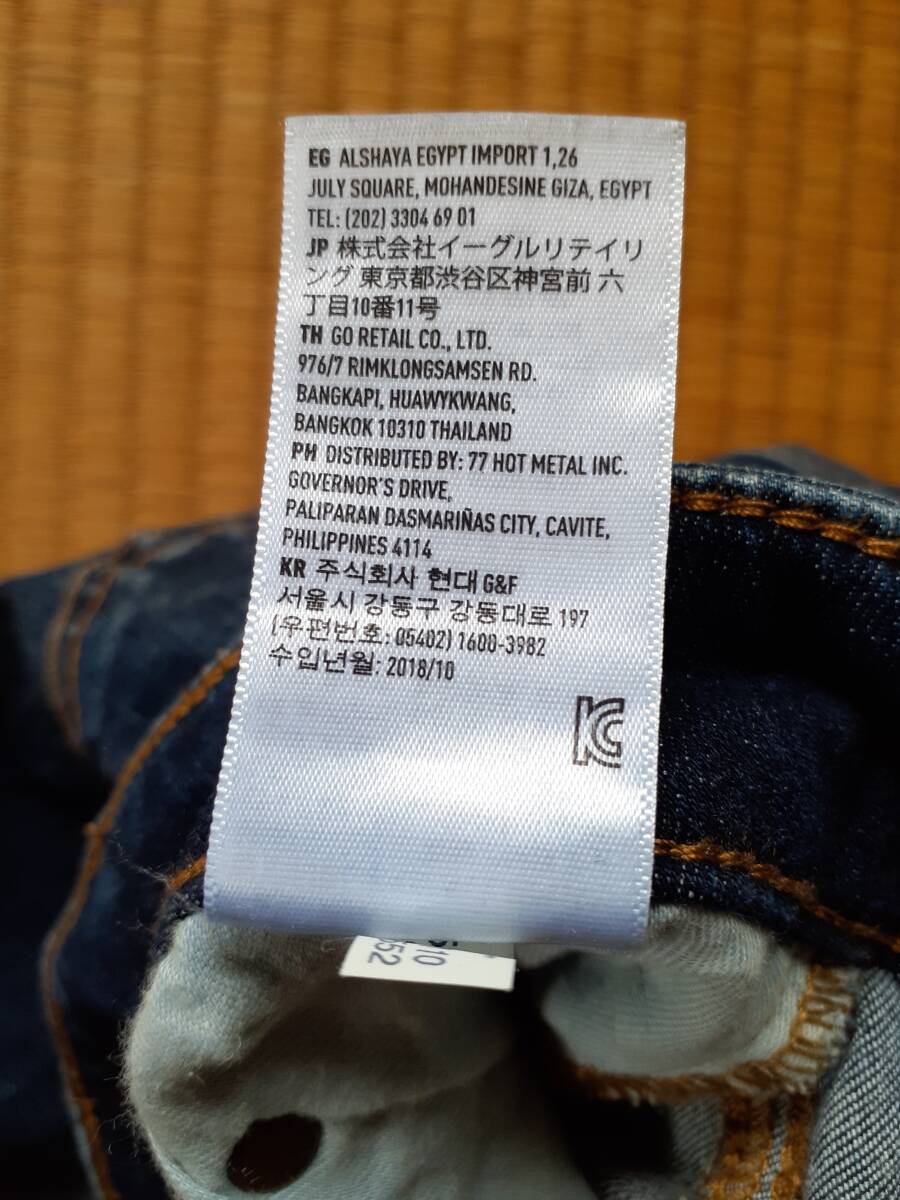 EG ALSHAYA EGYPT IMPORT 1,26
JULY SQUARE, MOHANDESINE GIZA, EGYPT
TEL: (202) 3304 69 01
JP 株式会社イーグルリテイリ
ング 東京都渋谷区神宮前 六
丁目10番11号
TH GO RETAIL CO., LTD.
976/7 RIMKLONGSAMSEN RD.
BANGKAPI, HUAWYKWANG,
BANGKOK 10310 THAILAND
PH DISTRIBUTED BY: 77 HOT METAL INC.
GOVERNOR'S DRIVE,
PALIPARAN DASMARIÑAS CITY, CAVITE,
PHILIPPINES 4114
KR 주식회사 현대 G&F
서울시 강동구 강동대로 197
(우편번호: 05402) 1600-3982
수입년월: 2018/10
KC